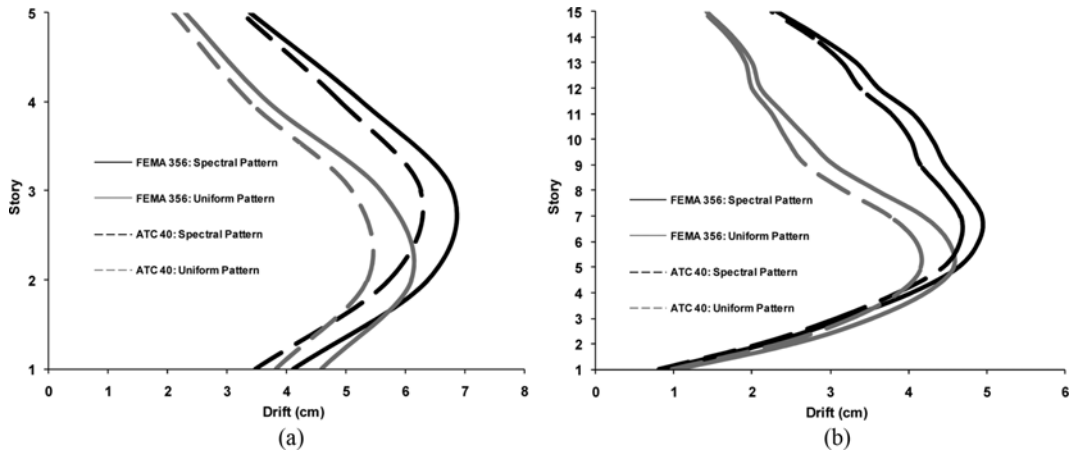 5
4
3
2
1
Story
FEMA 356: Spectral Pattern
FEMA 356: Uniform Pattern
ATC 40: Spectral Pattern
ATC 40: Uniform Pattern
0 1 2 3 4 5 6 7 8
Drift (cm)
(a)
15
14
13
12
11
10
9
8
7
6
5
4
3
2
1
Story
FEMA 356: Spectral Pattern
FEMA 356: Uniform Pattern
ATC 40: Spectral Pattern
ATC 40: Uniform Pattern
0 1 2 3 4 5 6
Drift (cm)
(b)